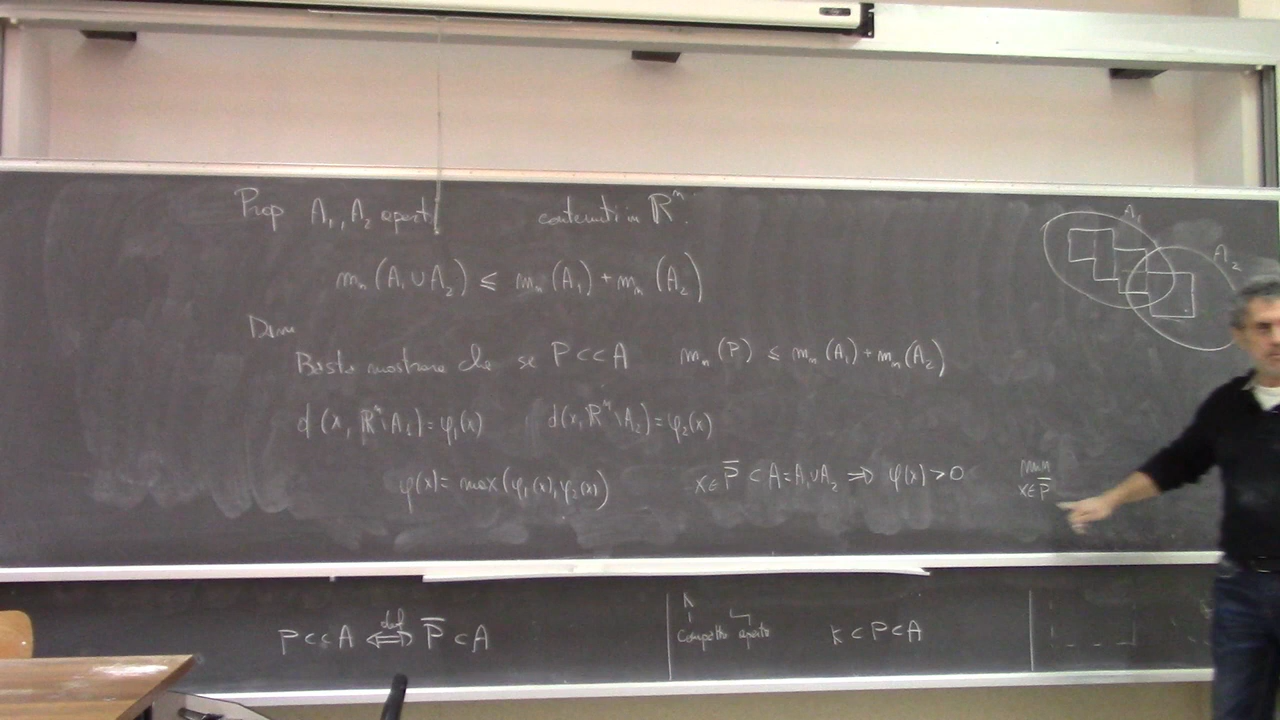 Prop A₁, A₂ aperti contenuti in ℝⁿ
mₙ(A₁ ∪ A₂) ≤ mₙ(A₁) + mₙ(A₂)
A₁
A₂
Dim
Basta mostrare che se P ⊂⊂ A mₙ(P) ≤ mₙ(A₁) + mₙ(A₂)
d(x, ℝⁿ\A₁) = φ₁(x) d(x, ℝⁿ\A₂) = φ₂(x)
φ(x) = max(φ₁(x), φ₂(x)) x ∈ P̅ ⊂ A = A₁ ∪ A₂ ⇒ φ(x) > 0 min
x ∈ P̅
P ⊂⊂ A ⇔ def P̅ ⊂ A
K
compatto aperto K ⊂ P ⊂ A